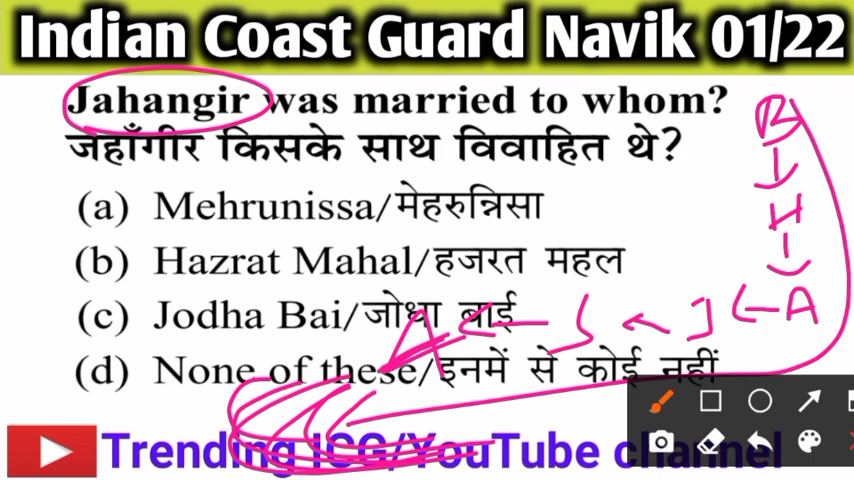 Indian Coast Guard Navik 01/22
Jahangir was married to whom?
जहाँगीर किसके साथ विवाहित थे?
(a) Mehrunissa/मेहरुन्निसा
(b) Hazrat Mahal/हजरत महल
(c) Jodha Bai/जोधा बाई
(d) None of these/इनमें से कोई नहीं
B
H
A
J
S
A
Trending ICG/YouTube channel